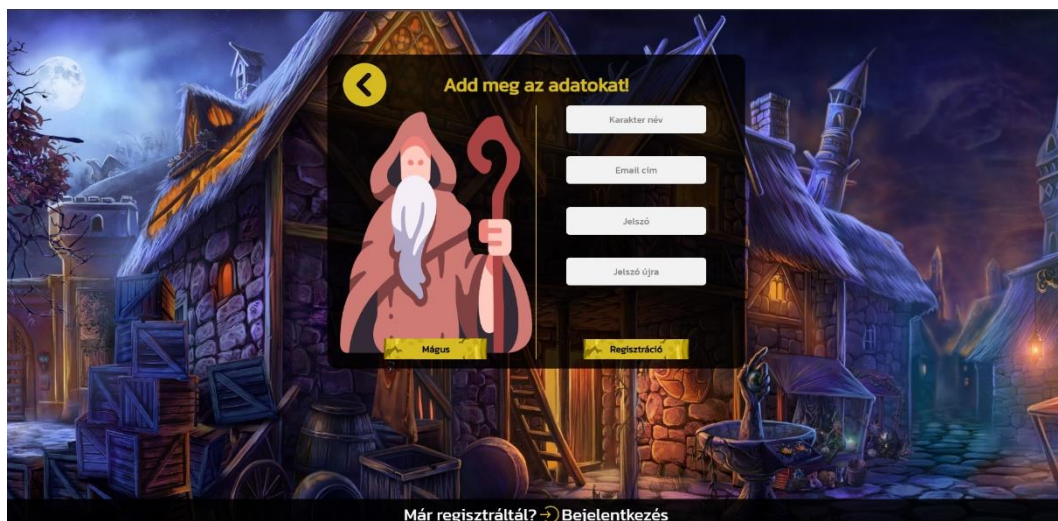 Add meg az adatokat!
Karakter név
Email cím
Jelszó
Jelszó újra
Mágus
Regisztráció
Már regisztráltál? Bejelentkezés